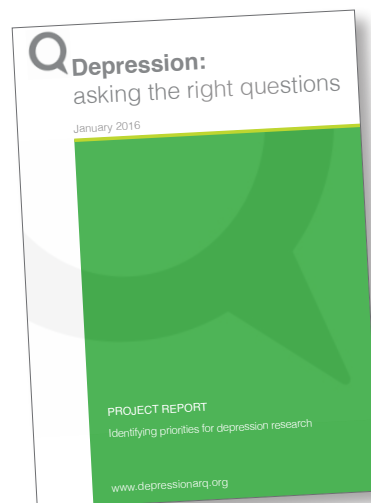 Depression:
asking the right questions
January 2016
PROJECT REPORT
Identifying priorities for depression research
www.depressionarq.org